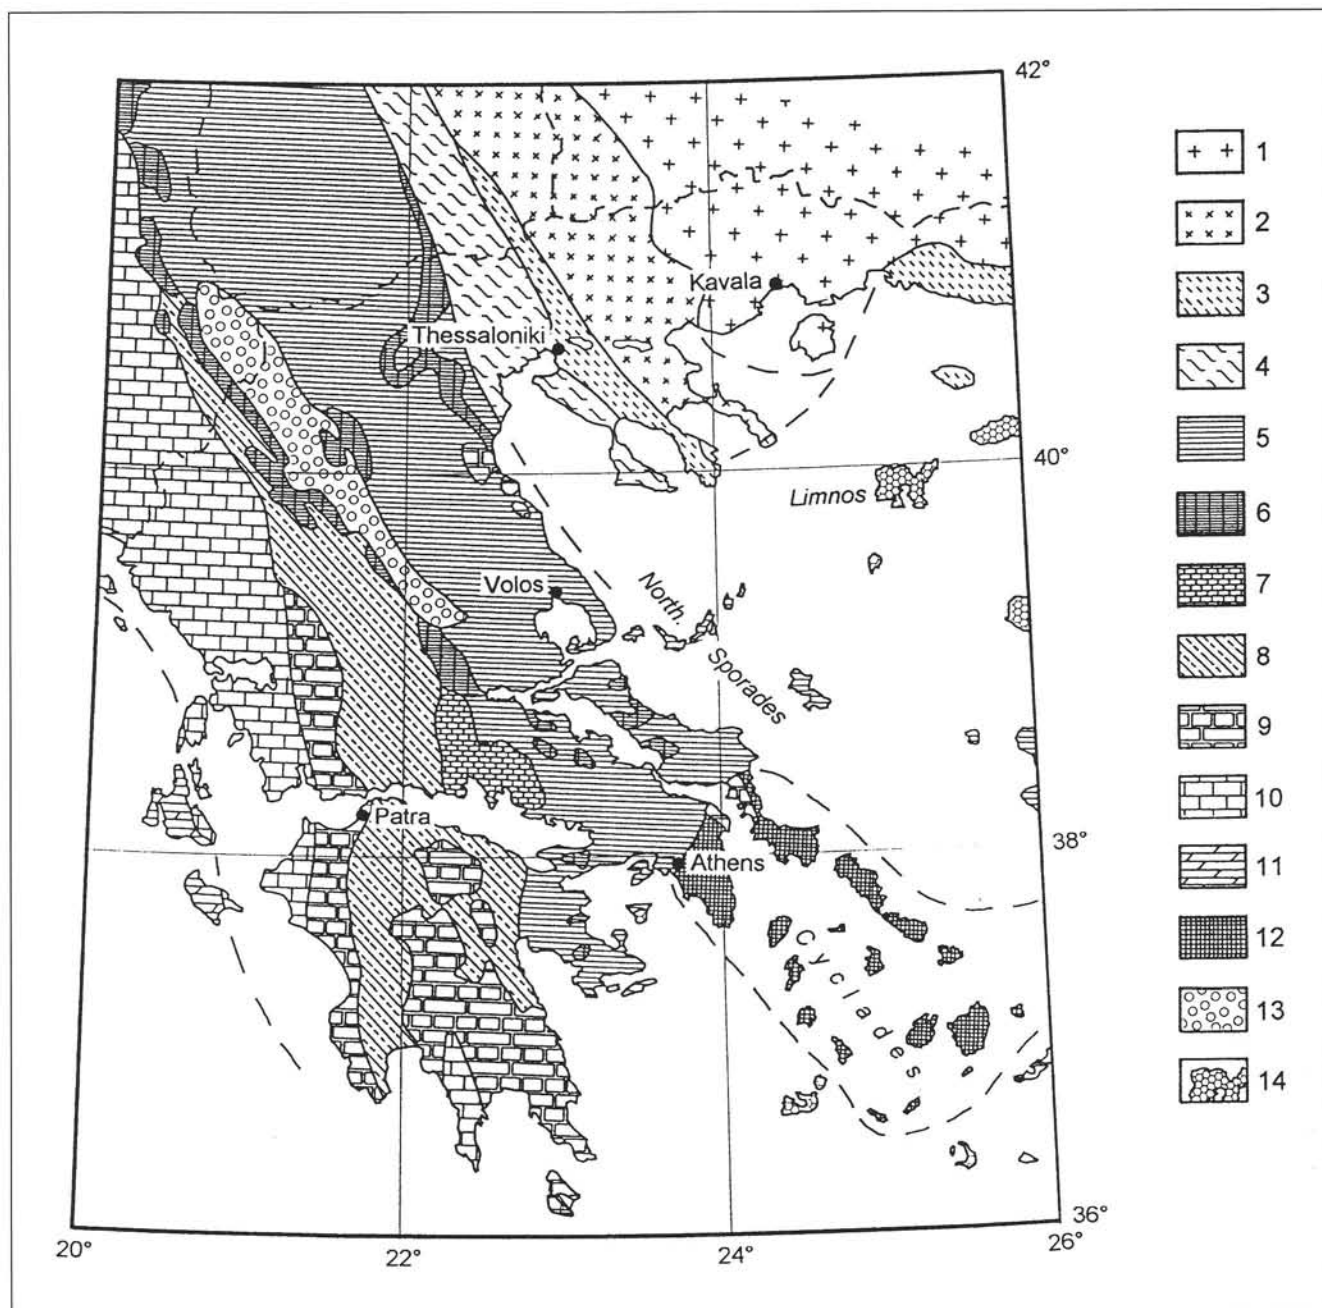 42°
1
2
3
Kavala
Thessaloniki
4
5
40°
Limnos
6
7
Volos
North.
Sporades
8
9
10
Patra
38°
11
Athens
12
Cyclades
13
14
36°
20°
22°
24°
26°